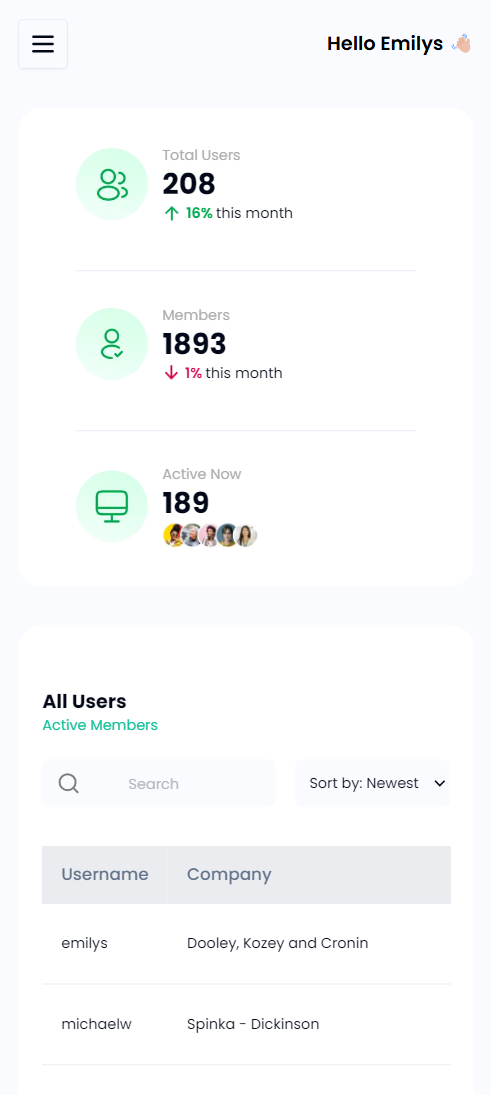 Hello Emilys 👋🏼
Total Users
208
16% this month
Members
1893
1% this month
Active Now
189
All Users
Active Members
Search
Sort by: Newest
Username Company
emilys Dooley, Kozey and Cronin
michaelw Spinka - Dickinson